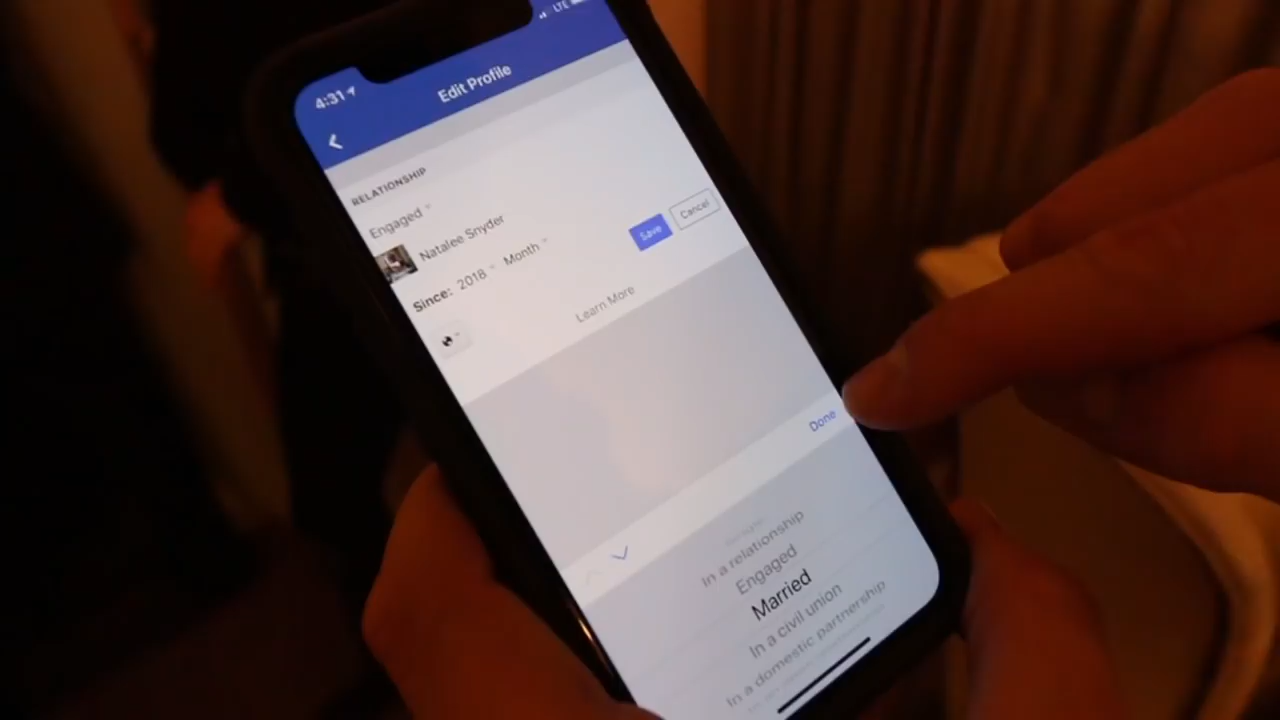 LTE
4:31
Edit Profile
RELATIONSHIP
Engaged
Natalee Snyder
Since: 2018 Month
Save Cancel
Learn More
Done
In a relationship
Engaged
Married
In a civil union
In a domestic partnership